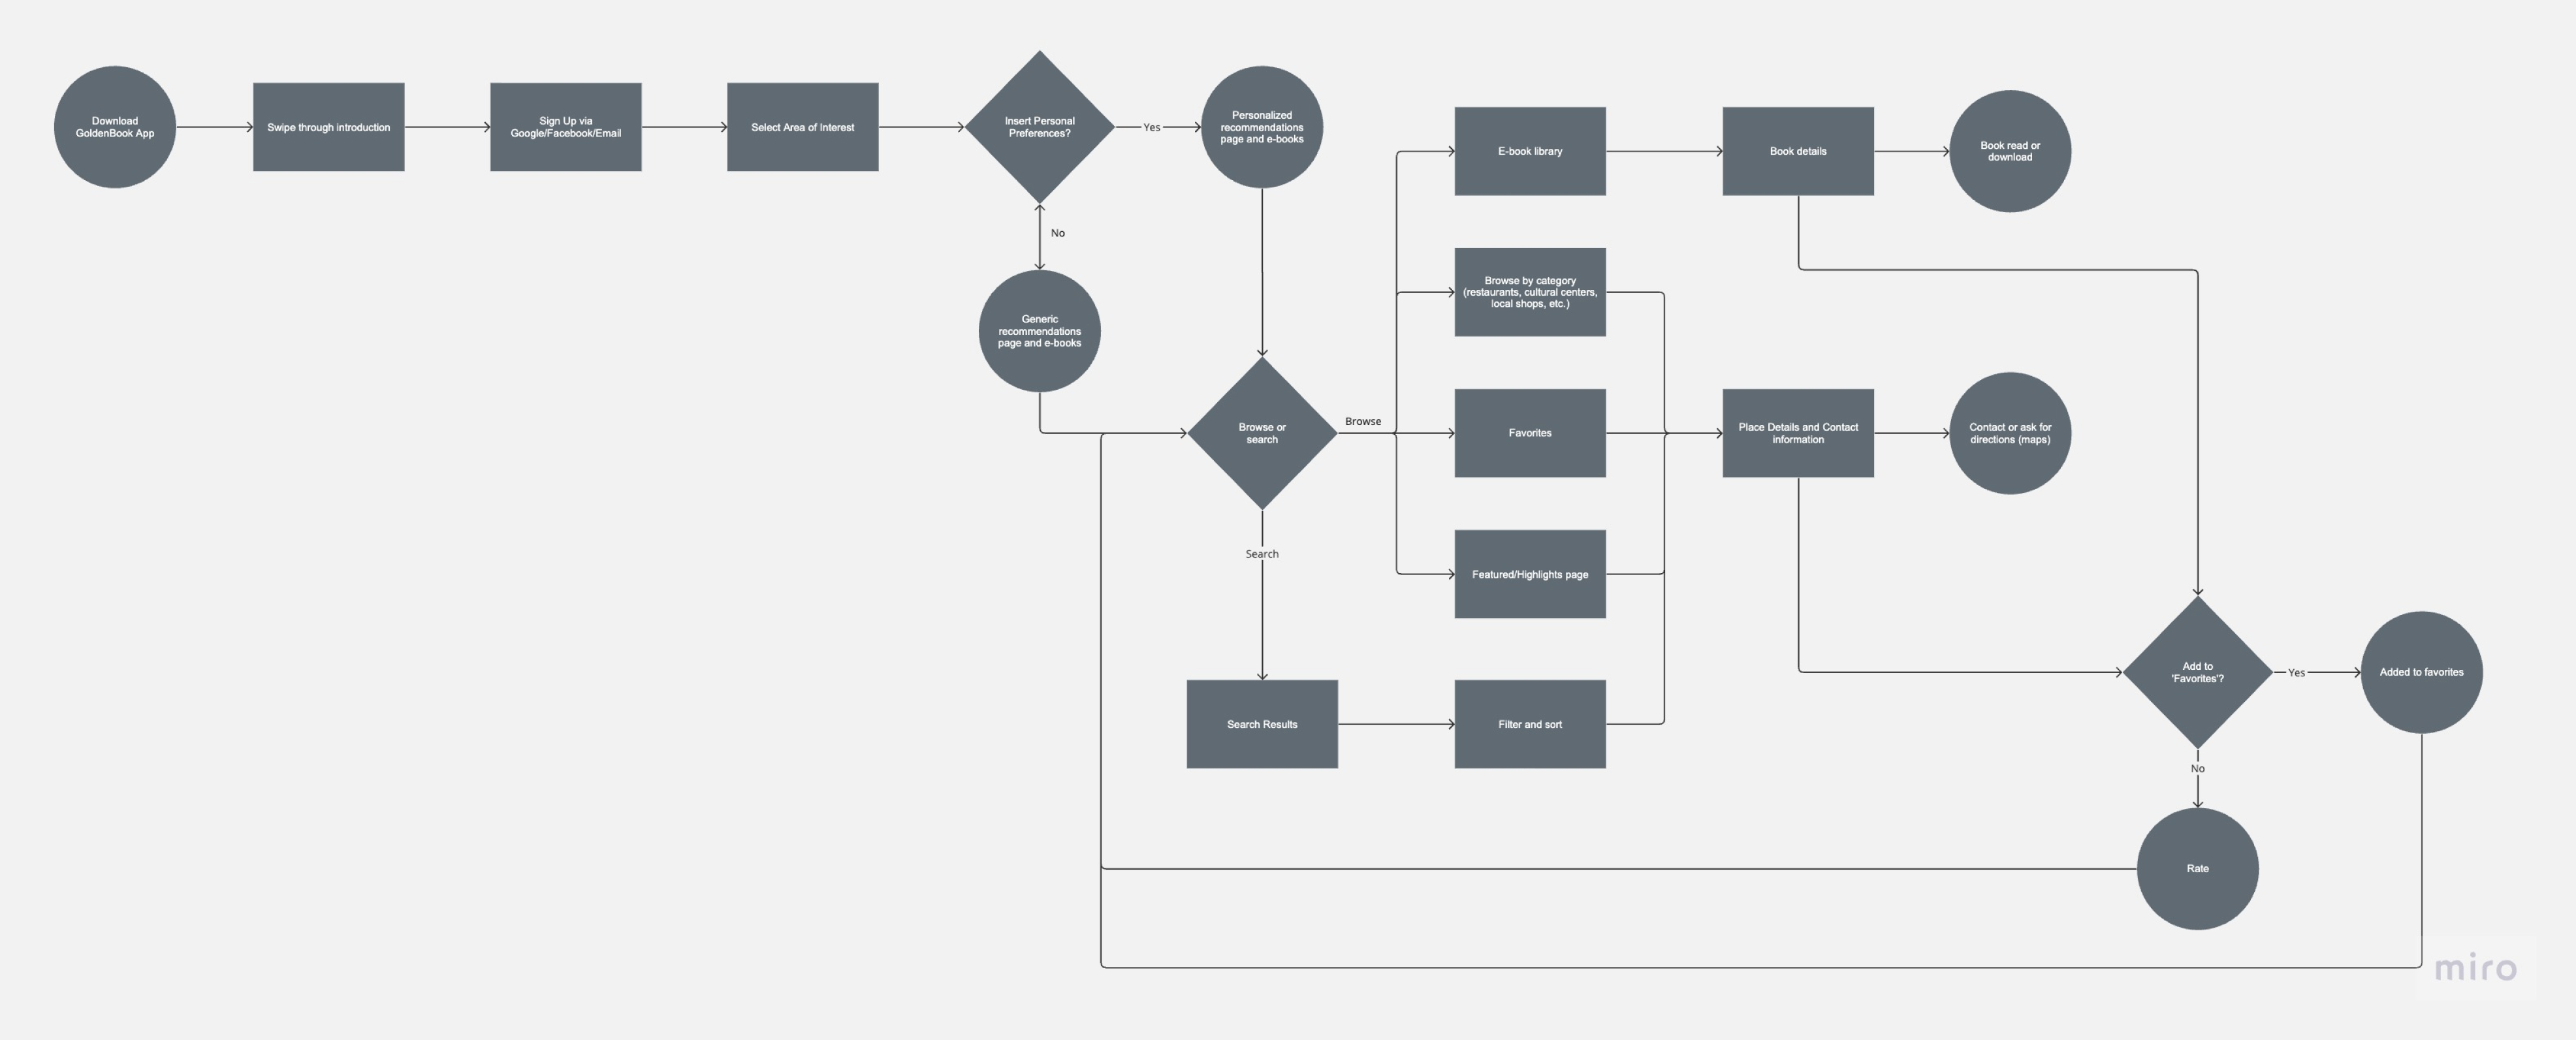 Download
GoldenBook App
Swipe through introduction
Sign Up via
Google/Facebook/Email
Select Area of Interest
Insert Personal
Preferences?
Yes
Personalized
recommendations
page and e-books
No
Generic
recommendations
page and e-books
Browse or
search
Browse
Search
E-book library
Book details
Book read or
download
Browse by category
(restaurants, cultural centers,
local shops, etc.)
Favorites
Place Details and Contact
information
Contact or ask for
directions (maps)
Featured/Highlights page
Search Results
Filter and sort
Add to
'Favorites'?
Yes
Added to favorites
No
Rate
miro